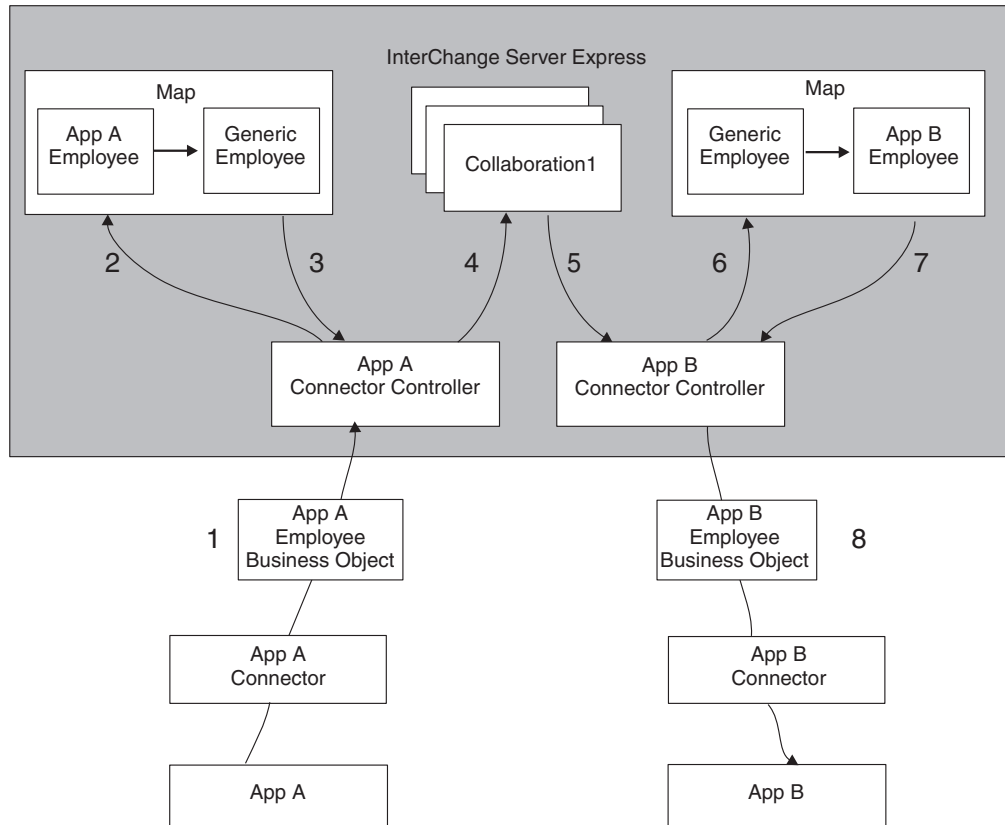 InterChange Server Express
Map
App A
Employee
Generic
Employee
Collaboration1
Map
Generic
Employee
App B
Employee
2
3
4
5
6
7
App A
Connector Controller
App B
Connector Controller
1
App A
Employee
Business Object
App B
Employee
Business Object
8
App A
Connector
App B
Connector
App A
App B